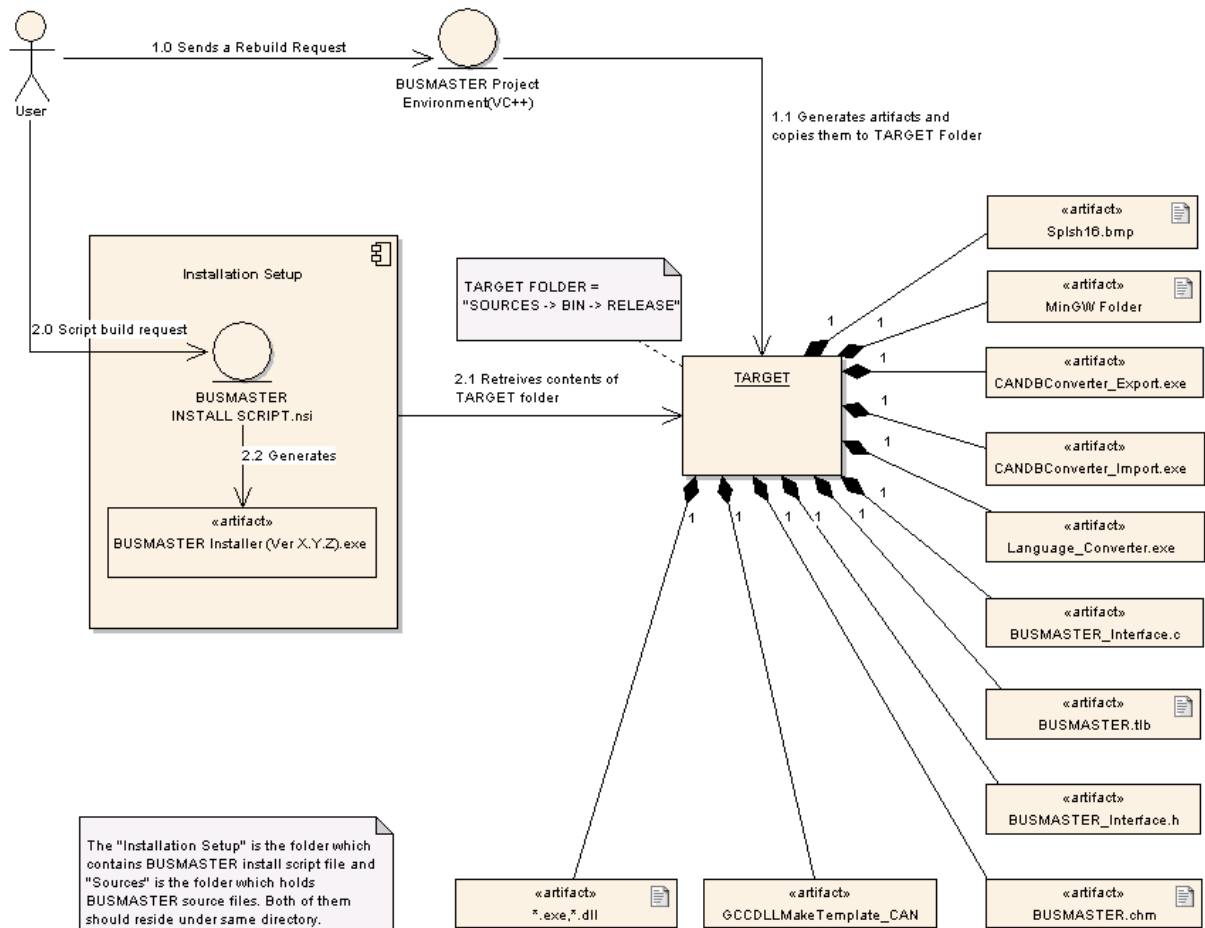 1.0 Sends a Rebuild Request
User
BUSMASTER Project
Environment(VC++)
1.1 Generates artifacts and
copies them to TARGET Folder
Installation Setup
2.0 Script build request
BUSMASTER
INSTALL SCRIPT.nsi
2.2 Generates
«artifact»
BUSMASTER Installer (Ver X.Y.Z).exe
TARGET FOLDER =
"SOURCES -> BIN -> RELEASE"
2.1 Retreives contents of
TARGET folder
TARGET
1
1
1
1
1
1
1
1
1
1
1
«artifact»
Splsh16.bmp
«artifact»
MinGW Folder
«artifact»
CANDBConverter_Export.exe
«artifact»
CANDBConverter_Import.exe
«artifact»
Language_Converter.exe
«artifact»
BUSMASTER_Interface.c
«artifact»
BUSMASTER.tlb
«artifact»
BUSMASTER_Interface.h
«artifact»
BUSMASTER.chm
«artifact»
GCCDLLMakeTemplate_CAN
«artifact»
*.exe,*.dll
The "Installation Setup" is the folder which
contains BUSMASTER install script file and
"Sources" is the folder which holds
BUSMASTER source files. Both of them
should reside under same directory.